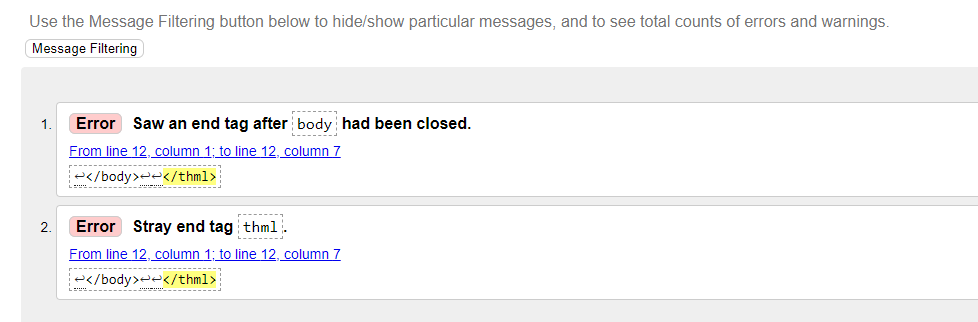 Use the Message Filtering button below to hide/show particular messages, and to see total counts of errors and warnings.
Message Filtering
1. Error Saw an end tag after body had been closed.
From line 12, column 1; to line 12, column 7
↩</body>↩↩</thml>
2. Error Stray end tag thml.
From line 12, column 1; to line 12, column 7
↩</body>↩↩</thml>